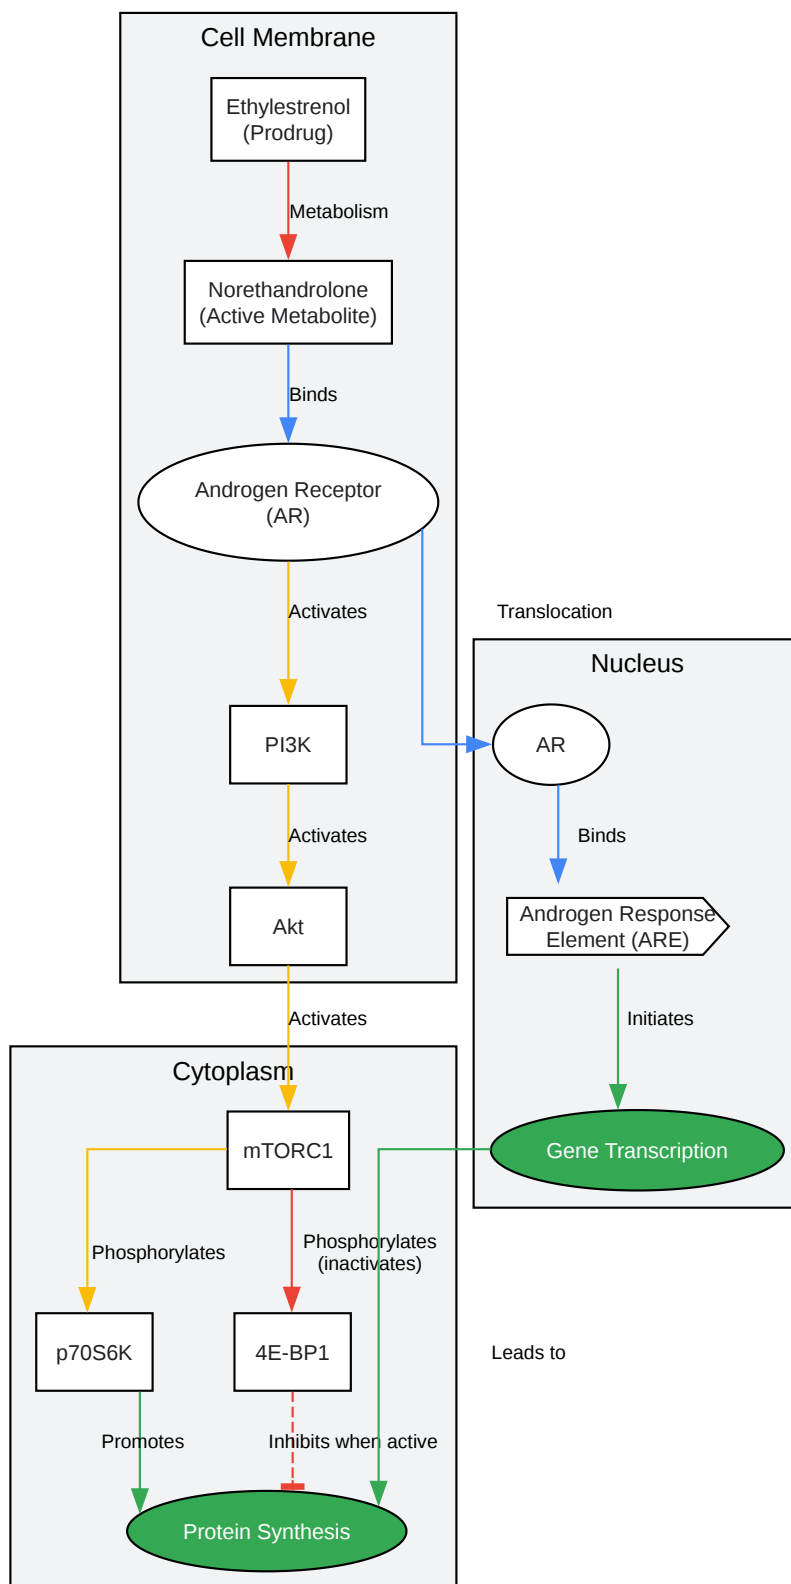 Cell Membrane
Ethylestrenol
(Prodrug)
Metabolism
Norethandrolone
(Active Metabolite)
Binds
Androgen Receptor
(AR)
Activates
Translocation
Nucleus
PI3K
AR
Activates
Binds
Akt
Androgen Response
Element (ARE)
Activates
Initiates
Cytoplasm
mTORC1
Gene Transcription
Phosphorylates
Phosphorylates
(inactivates)
p70S6K
4E-BP1
Leads to
Promotes
Inhibits when active
Protein Synthesis